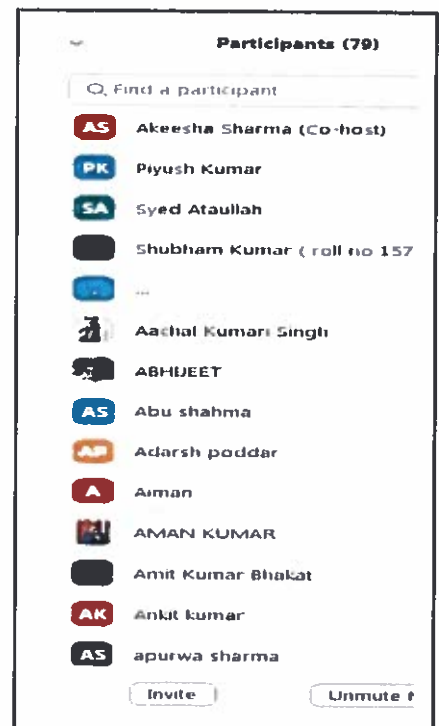 Participants (79)
Find a participant
AS Akeesha Sharma (Co-host)
PK Piyush Kumar
SA Syed Ataullah
Shubham Kumar ( roll no 157
...
Aachal Kumari Singh
ABHIJEET
AS Abu shahma
AP Adarsh poddar
A Aiman
AMAN KUMAR
Amit Kumar Bhakat
AK Ankit kumar
AS apurwa sharma
Invite Unmute